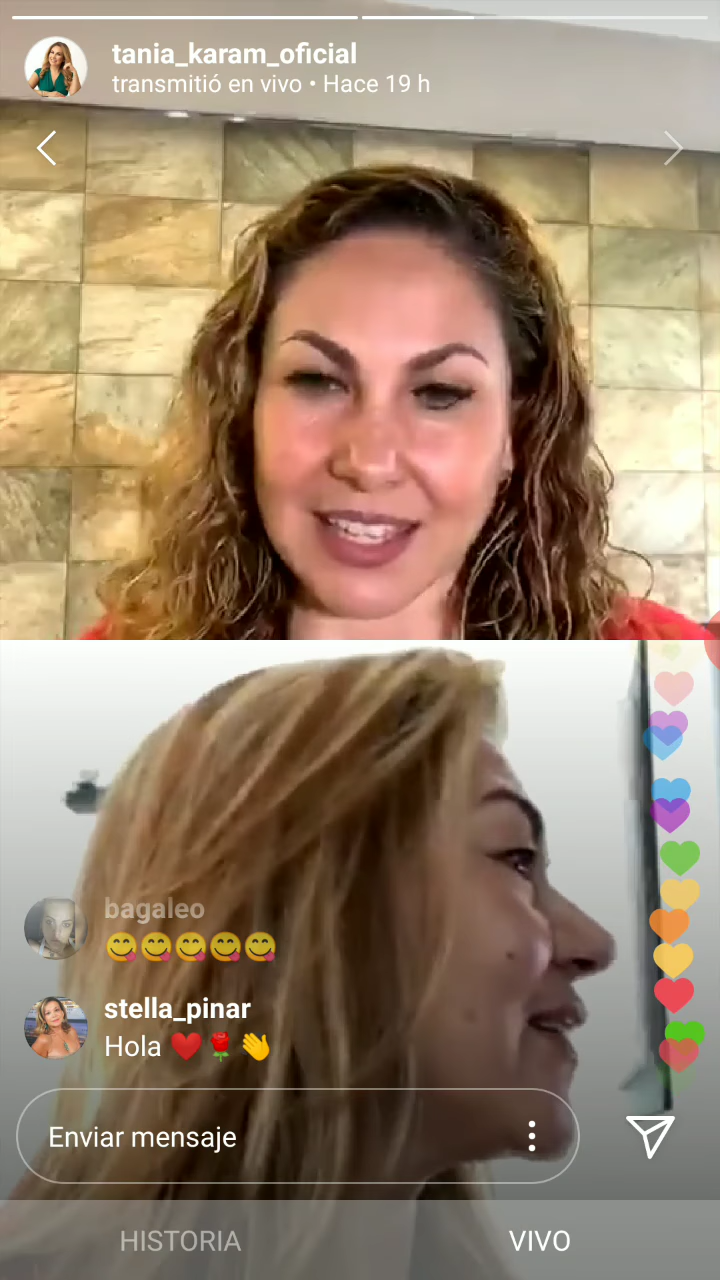 tania_karam_oficial
transmitió en vivo • Hace 19 h
bagaleo
😋😋😋😋😋
stella_pinar
Hola ❤️🌹👋
Enviar mensaje
HISTORIA
VIVO